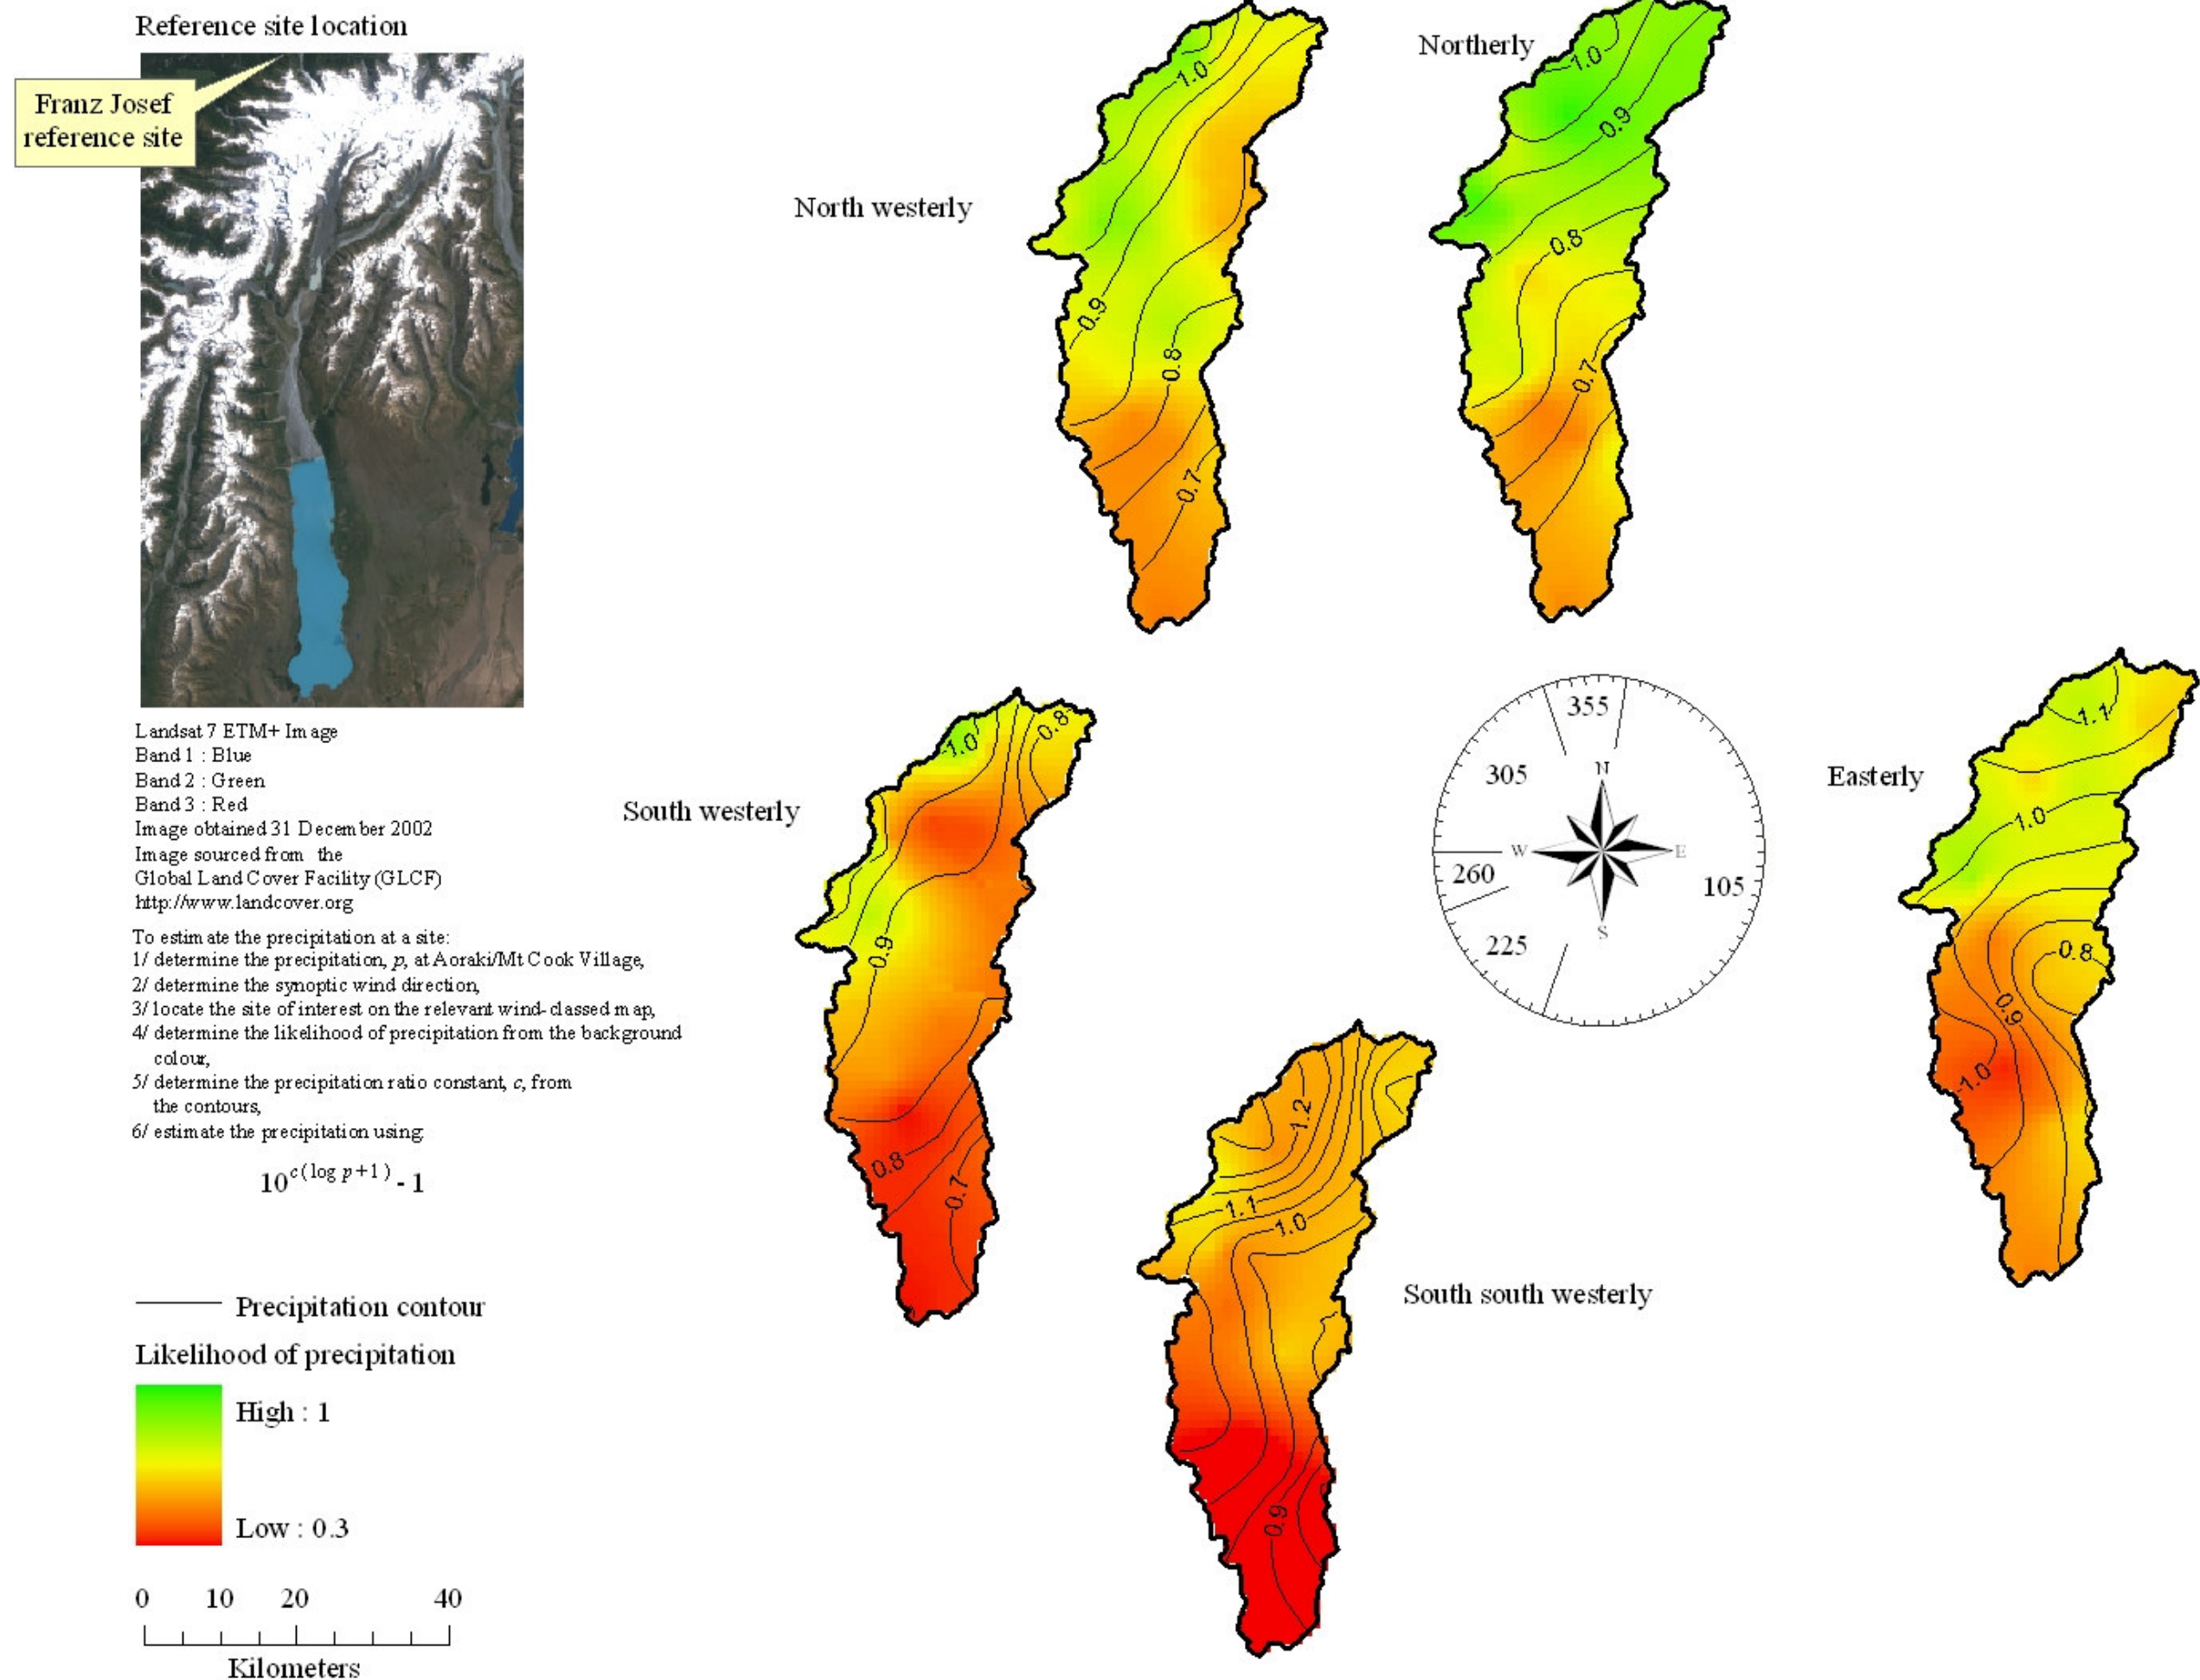 Reference site location
Franz Josef
reference site
North westerly
1.0
0.9
0.8
0.7
Northerly
1.0
0.9
0.8
0.7
Landsat 7 ETM+ Image
Band 1 : Blue
Band 2 : Green
Band 3 : Red
Image obtained 31 December 2002
Image sourced from the
Global Land Cover Facility (GLCF)
http://www.landcover.org
To estimate the precipitation at a site:
1/ determine the precipitation, p, at Aoraki/Mt Cook Village,
2/ determine the synoptic wind direction,
3/ locate the site of interest on the relevant wind-classed map,
4/ determine the likelihood of precipitation from the background
colour,
5/ determine the precipitation ratio constant, c, from
the contours,
6/ estimate the precipitation using:
10^c(log p+1) - 1
Precipitation contour
Likelihood of precipitation
High : 1
Low : 0.3
0 10 20 40
Kilometers
South westerly
1.0
0.8
0.9
0.8
0.7
355
305
N
W
E
260
105
225
S
Easterly
1.1
1.0
0.8
0.9
1.0
South south westerly
1.2
1.1
1.0
0.9